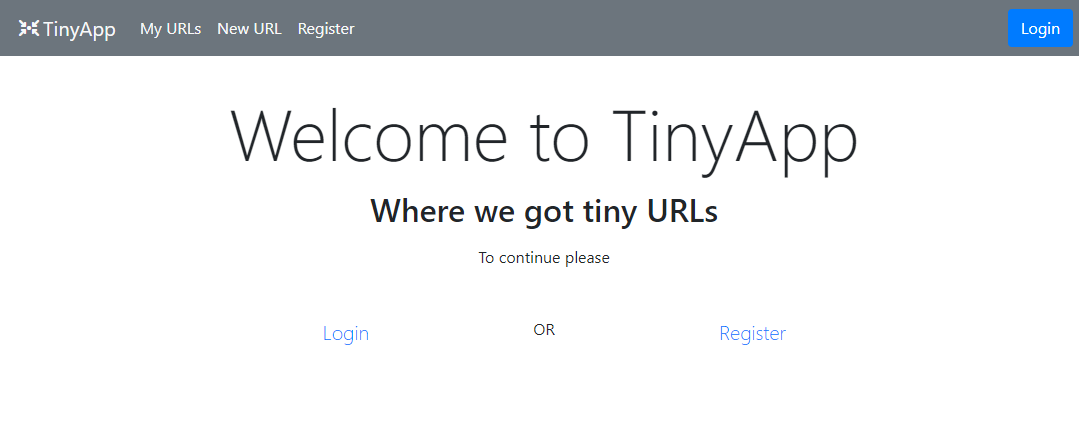 TinyApp My URLs New URL Register Login
Welcome to TinyApp
Where we got tiny URLs
To continue please
Login OR Register